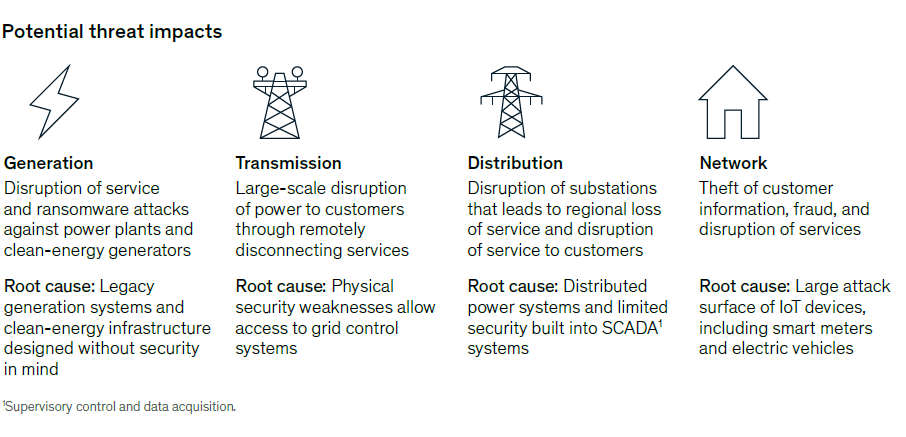 Potential threat impacts
Generation
Disruption of service
and ransomware attacks
against power plants and
clean-energy generators
Root cause: Legacy
generation systems and
clean-energy infrastructure
designed without security
in mind
Transmission
Large-scale disruption
of power to customers
through remotely
disconnecting services
Root cause: Physical
security weaknesses allow
access to grid control
systems
Distribution
Disruption of substations
that leads to regional loss
of service and disruption
of service to customers
Root cause: Distributed
power systems and limited
security built into SCADA¹
systems
Network
Theft of customer
information, fraud, and
disruption of services
Root cause: Large attack
surface of IoT devices,
including smart meters
and electric vehicles
¹Supervisory control and data acquisition.